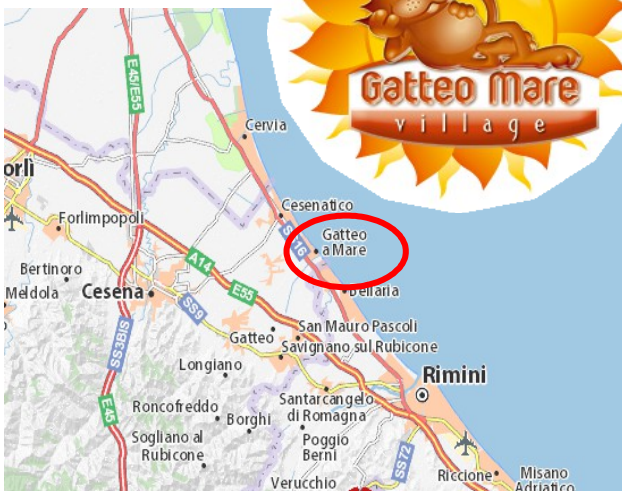 Gatteo Mare
village
E45/E55
Cervia
orlì
Cesenatico
Forlimpopoli
Gatteo
a Mare
SS16
A14
Bertinoro
Meldola
Cesena
E55
Bellaria
SS9
San Mauro Pascoli
Gatteo
Savignano sul Rubicone
SS3BIS
Longiano
Rimini
Santarcangelo
di Romagna
E45
Roncofreddo
Borghi
Sogliano al
Rubicone
Poggio
Berni
SS72
Verucchio
Riccione
Misano
Adriatico